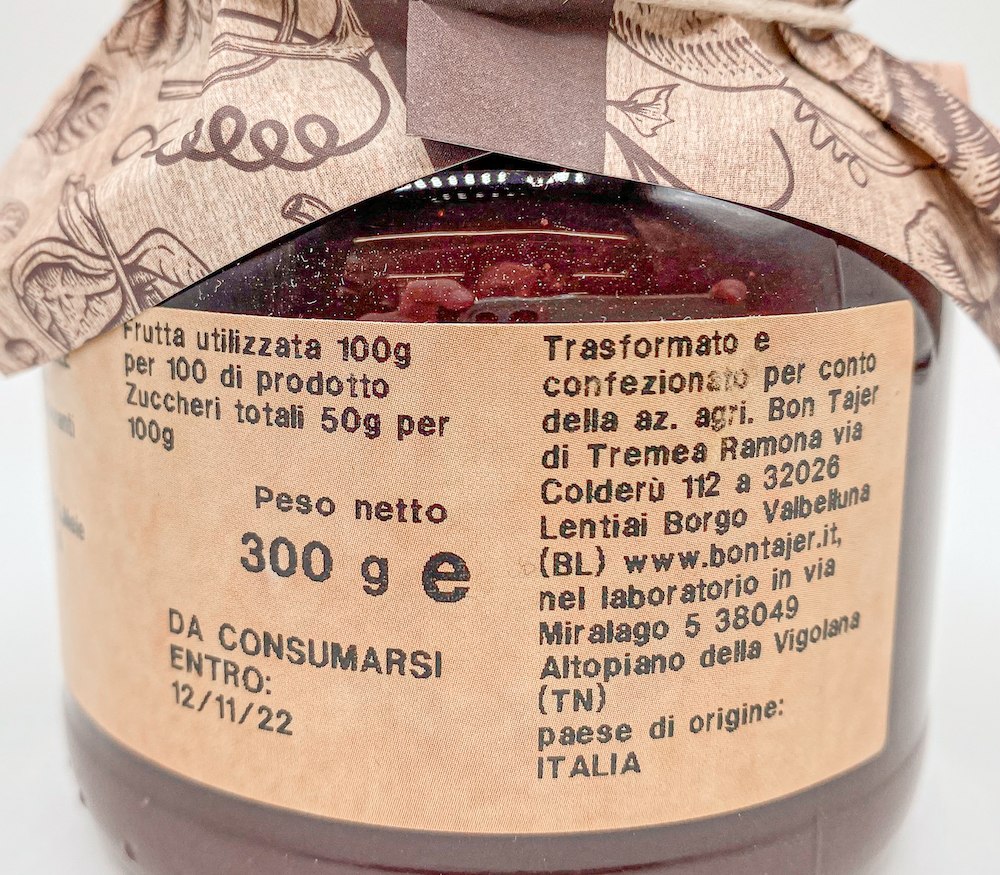 Frutta utilizzata 100g
per 100 di prodotto
Zuccheri totali 50g per
100g
Peso netto
300 g e
DA CONSUMARSI
ENTRO:
12/11/22
Trasformato e
confezionato per conto
della az. agri. Bon Tajer
di Tremea Ramona via
Colderù 112 a 32026
Lentiai Borgo Valbelluna
(BL) www.bontajer.it,
nel laboratorio in via
Miralago 5 38049
Altopiano della Vigolana
(TN)
paese di origine:
ITALIA